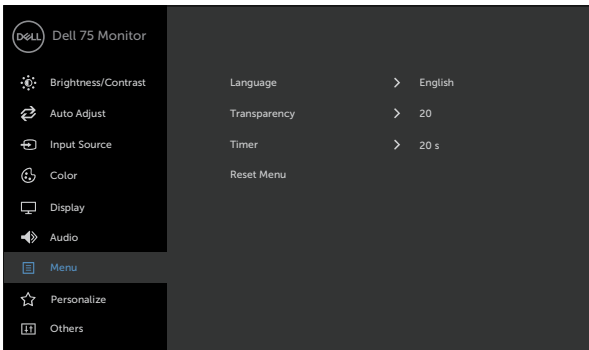 DELL Dell 75 Monitor
Brightness/Contrast
Auto Adjust
Input Source
Color
Display
Audio
Menu
Personalize
Others
Language > English
Transparency > 20
Timer > 20 s
Reset Menu